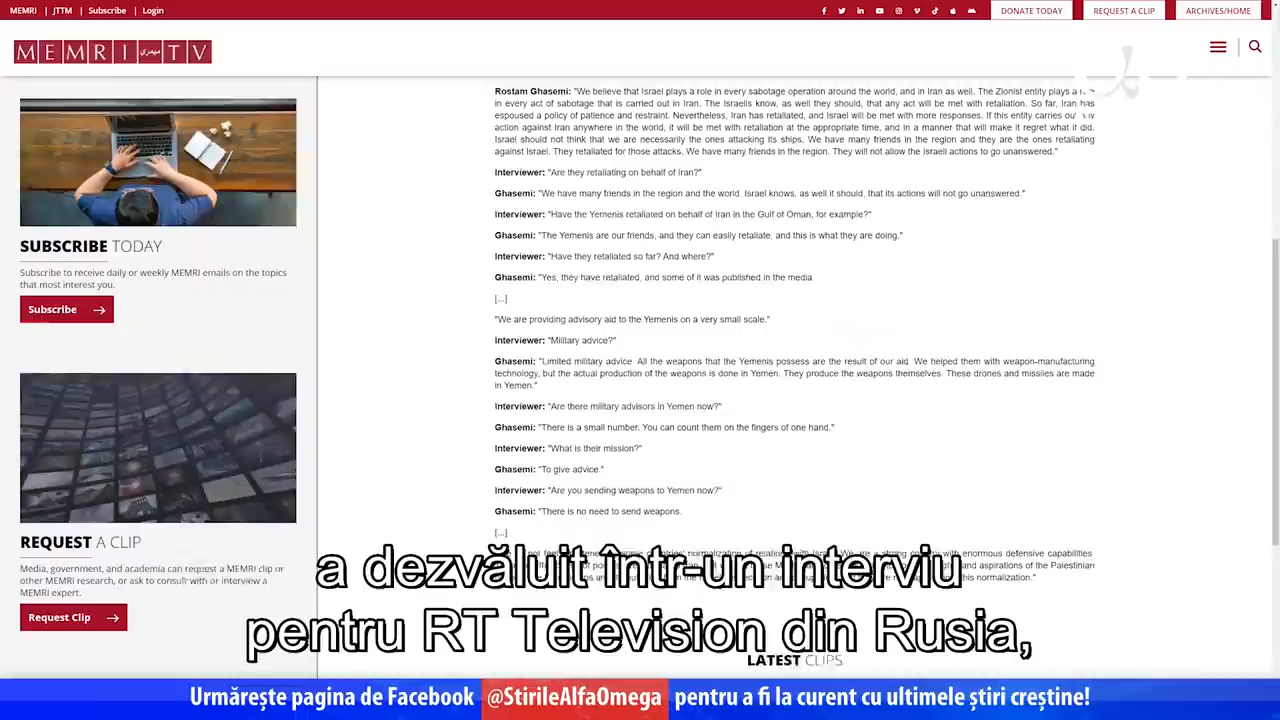 MEMRI | JTTM | Subscribe | Login
DONATE TODAY
REQUEST A CLIP
ARCHIVES/HOME
MEMRI ميمري TV
SUBSCRIBE TODAY
Subscribe to receive daily or weekly MEMRI emails on the topics
that most interest you.
Subscribe →
REQUEST A CLIP
Media, government, and academia can request a MEMRI clip or
other MEMRI research, or ask to consult with or interview a
MEMRI expert.
Request Clip →
Rostam Ghasemi: "We believe that Israel plays a role in every sabotage operation around the world, and in Iran as well. The Zionist entity plays a role
in every act of sabotage that is carried out in Iran. The Israelis know, as well they should, that any act will be met with retaliation. So far, Iran has
espoused a policy of patience and restraint. Nevertheless, Iran has retaliated, and Israel will be met with more responses. If this entity carries out any
action against Iran anywhere in the world, it will be met with retaliation at the appropriate time, and in a manner that will make it regret what it did.
Israel should not think that we are necessarily the ones attacking its ships. We have many friends in the region and they are the ones retaliating
against Israel. They retaliated for those attacks. We have many friends in the region. They will not allow the Israeli actions to go unanswered."
Interviewer: "Are they retaliating on behalf of Iran?"
Ghasemi: "We have many friends in the region and the world. Israel knows, as well it should, that its actions will not go unanswered."
Interviewer: "Have the Yemenis retaliated on behalf of Iran in the Gulf of Oman, for example?"
Ghasemi: "The Yemenis are our friends, and they can easily retaliate, and this is what they are doing."
Interviewer: "Have they retaliated so far? And where?"
Ghasemi: "Yes, they have retaliated, and some of it was published in the media
[...]
"We are providing advisory aid to the Yemenis on a very small scale."
Interviewer: "Military advice?"
Ghasemi: "Limited military advice. All the weapons that the Yemenis possess are the result of our aid. We helped them with weapon-manufacturing
technology, but the actual production of the weapons is done in Yemen. They produce the weapons themselves. These drones and missiles are made
in Yemen."
Interviewer: "Are there military advisors in Yemen now?"
Ghasemi: "There is a small number. You can count them on the fingers of one hand."
Interviewer: "What is their mission?"
Ghasemi: "To give advice."
Interviewer: "Are you sending weapons to Yemen now?"
Ghasemi: "There is no need to send weapons.
[...]
with enormous defensive capabilities
and aspirations of the Palestinian
this normalization."
a dezvăluit într-un interviu
pentru RT Television din Rusia,
LATEST CLIPS
Urmărește pagina de Facebook @StirileAlfaOmega pentru a fi la curent cu ultimele știri creștine!